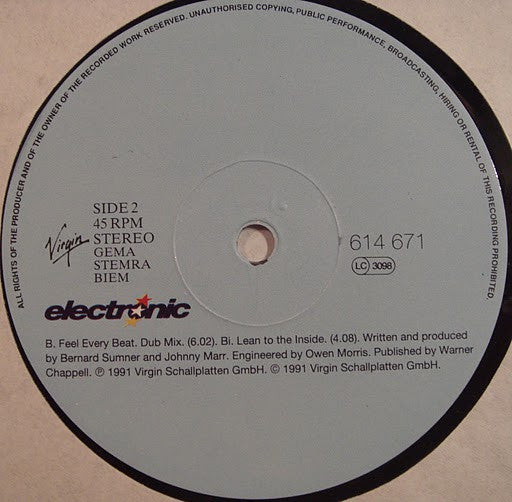 ALL RIGHTS OF THE PRODUCER AND OF THE OWNER OF THE RECORDED WORK RESERVED. UNAUTHORISED COPYING, PUBLIC PERFORMANCE, BROADCASTING, HIRING OR RENTAL OF THIS RECORDING PROHIBITED.
SIDE 2
45 RPM
Virgin STEREO 614 671
GEMA LC 3098
STEMRA
BIEM
electronic
B. Feel Every Beat. Dub Mix. (6.02). Bi. Lean to the Inside. (4.08). Written and produced
by Bernard Sumner and Johnny Marr. Engineered by Owen Morris. Published by Warner
Chappell. ℗ 1991 Virgin Schallplatten GmbH. © 1991 Virgin Schallplatten GmbH.